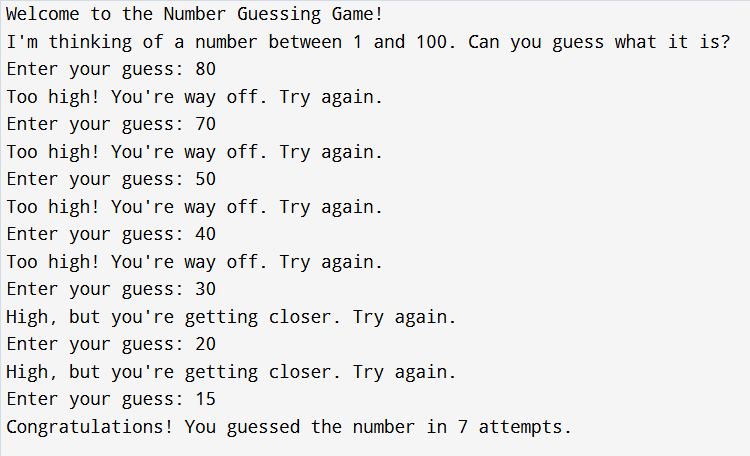 Welcome to the Number Guessing Game!
I'm thinking of a number between 1 and 100. Can you guess what it is?
Enter your guess: 80
Too high! You're way off. Try again.
Enter your guess: 70
Too high! You're way off. Try again.
Enter your guess: 50
Too high! You're way off. Try again.
Enter your guess: 40
Too high! You're way off. Try again.
Enter your guess: 30
High, but you're getting closer. Try again.
Enter your guess: 20
High, but you're getting closer. Try again.
Enter your guess: 15
Congratulations! You guessed the number in 7 attempts.